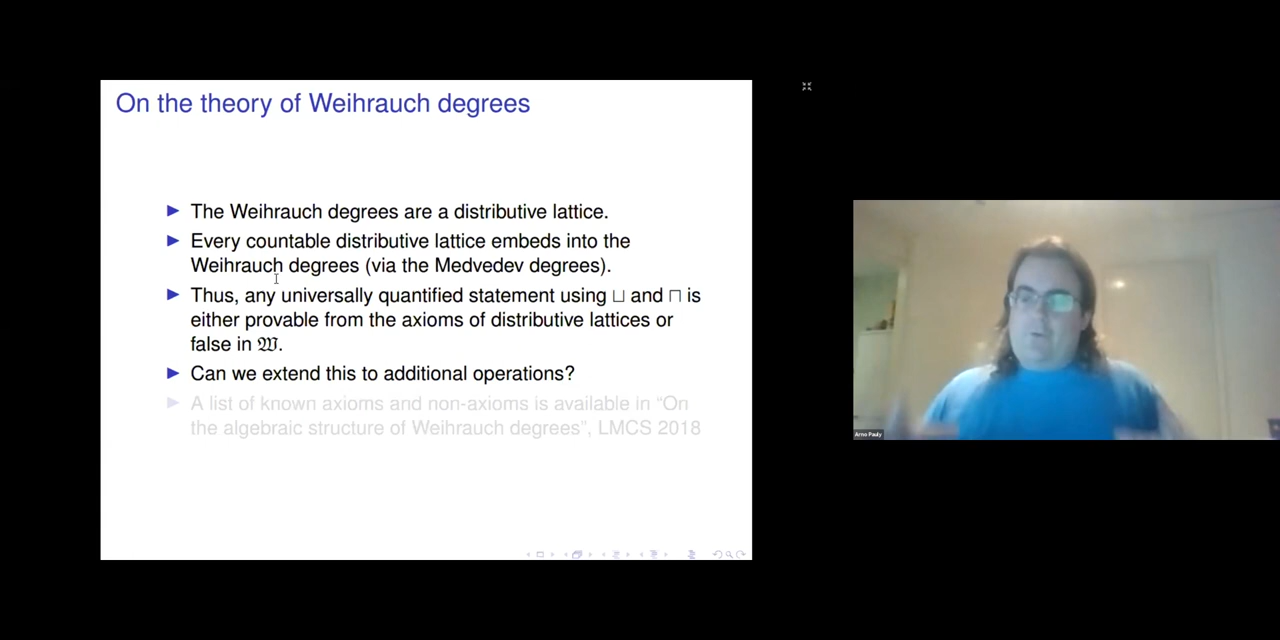 On the theory of Weihrauch degrees
▶ The Weihrauch degrees are a distributive lattice.
▶ Every countable distributive lattice embeds into the
Weihrauch degrees (via the Medvedev degrees).
▶ Thus, any universally quantified statement using ⊔ and ⊓ is
either provable from the axioms of distributive lattices or
false in 𝔚.
▶ Can we extend this to additional operations?
▶ A list of known axioms and non-axioms is available in “On
the algebraic structure of Weihrauch degrees”, LMCS 2018
Arno Pauly